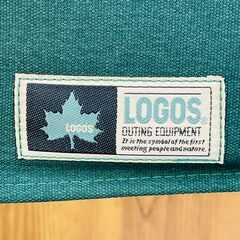 LOGOS
LOGOS®
OUTING EQUIPMENT
It is the symbol of the first
meeting people and nature.